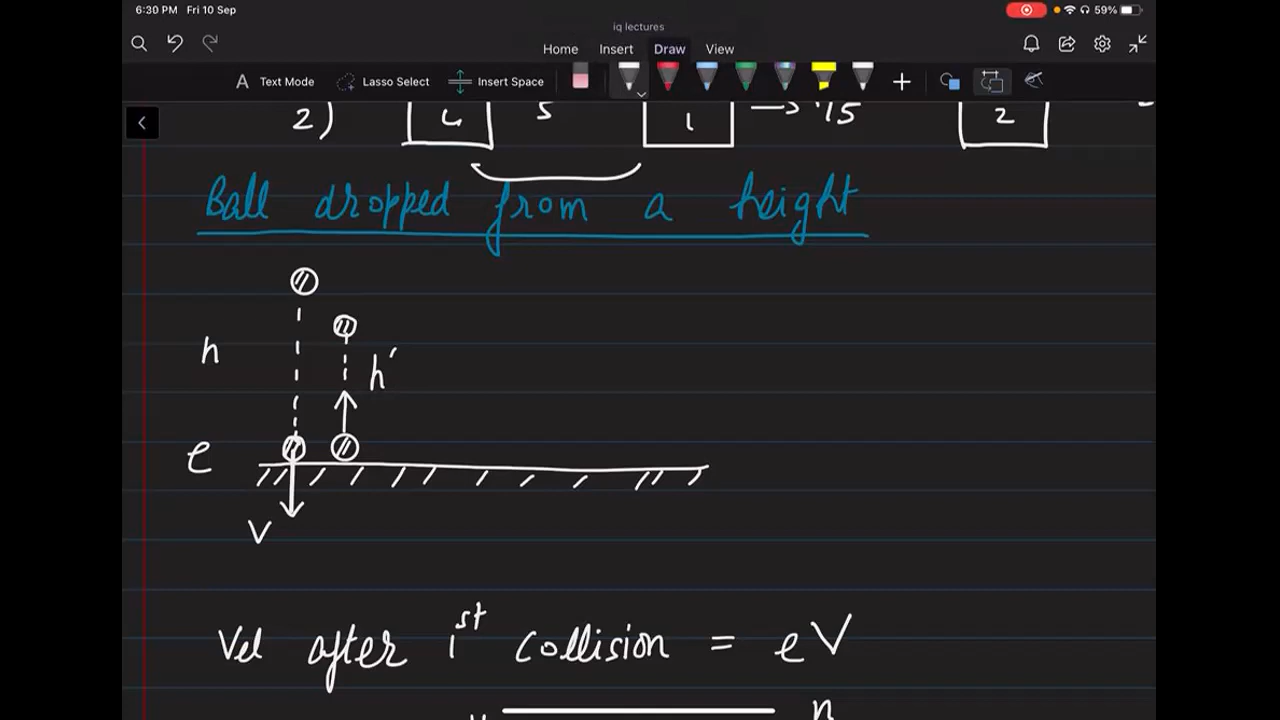 6:30 PM Fri 10 Sep 59%
iq lectures
Home Insert Draw View
Text Mode Lasso Select Insert Space
2) 5 1 → 15 2
Ball dropped from a height
h
h′
e
V
Vel after 1st collision = eV
n